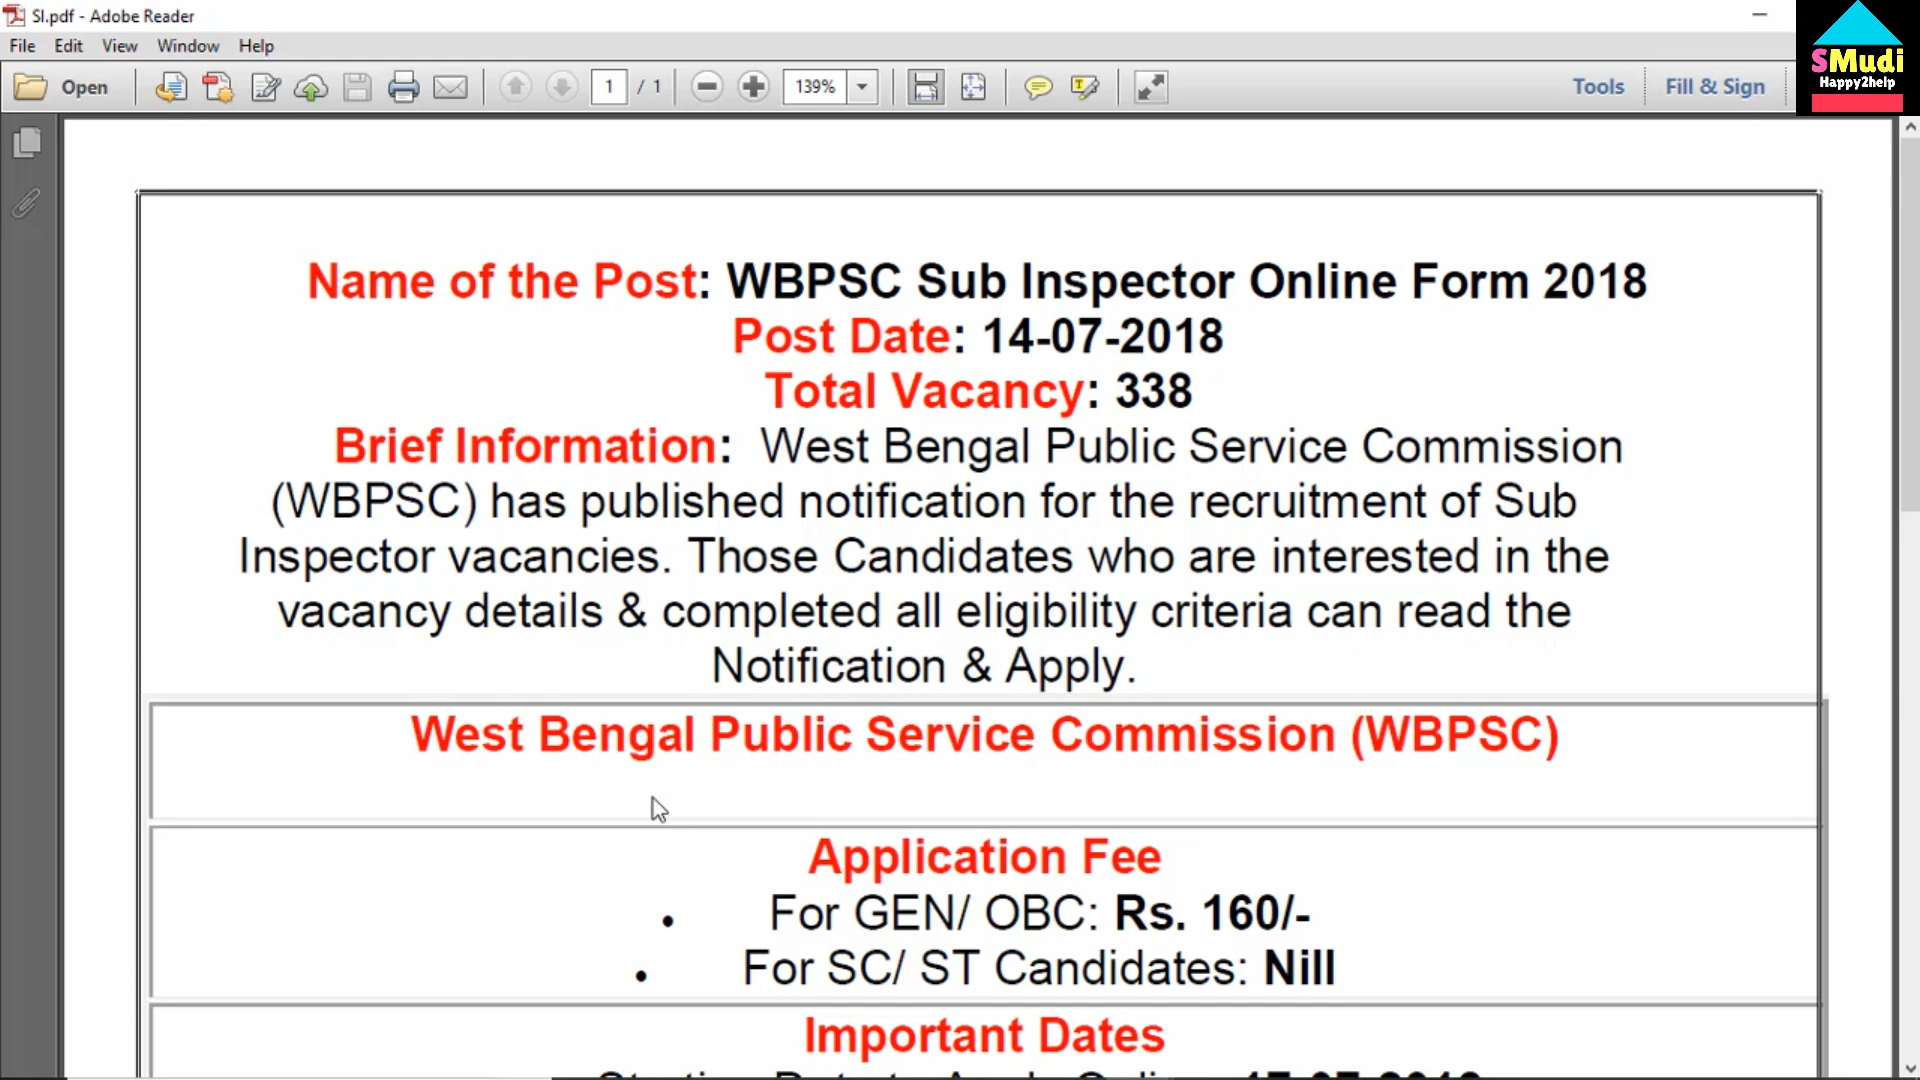 SI.pdf - Adobe Reader
File Edit View Window Help
Open 1 / 1 139% Tools Fill & Sign
SMudi
Happy2help
Name of the Post: WBPSC Sub Inspector Online Form 2018
Post Date: 14-07-2018
Total Vacancy: 338
Brief Information: West Bengal Public Service Commission
(WBPSC) has published notification for the recruitment of Sub
Inspector vacancies. Those Candidates who are interested in the
vacancy details & completed all eligibility criteria can read the
Notification & Apply.
West Bengal Public Service Commission (WBPSC)
Application Fee
• For GEN/ OBC: Rs. 160/-
• For SC/ ST Candidates: Nill
Important Dates